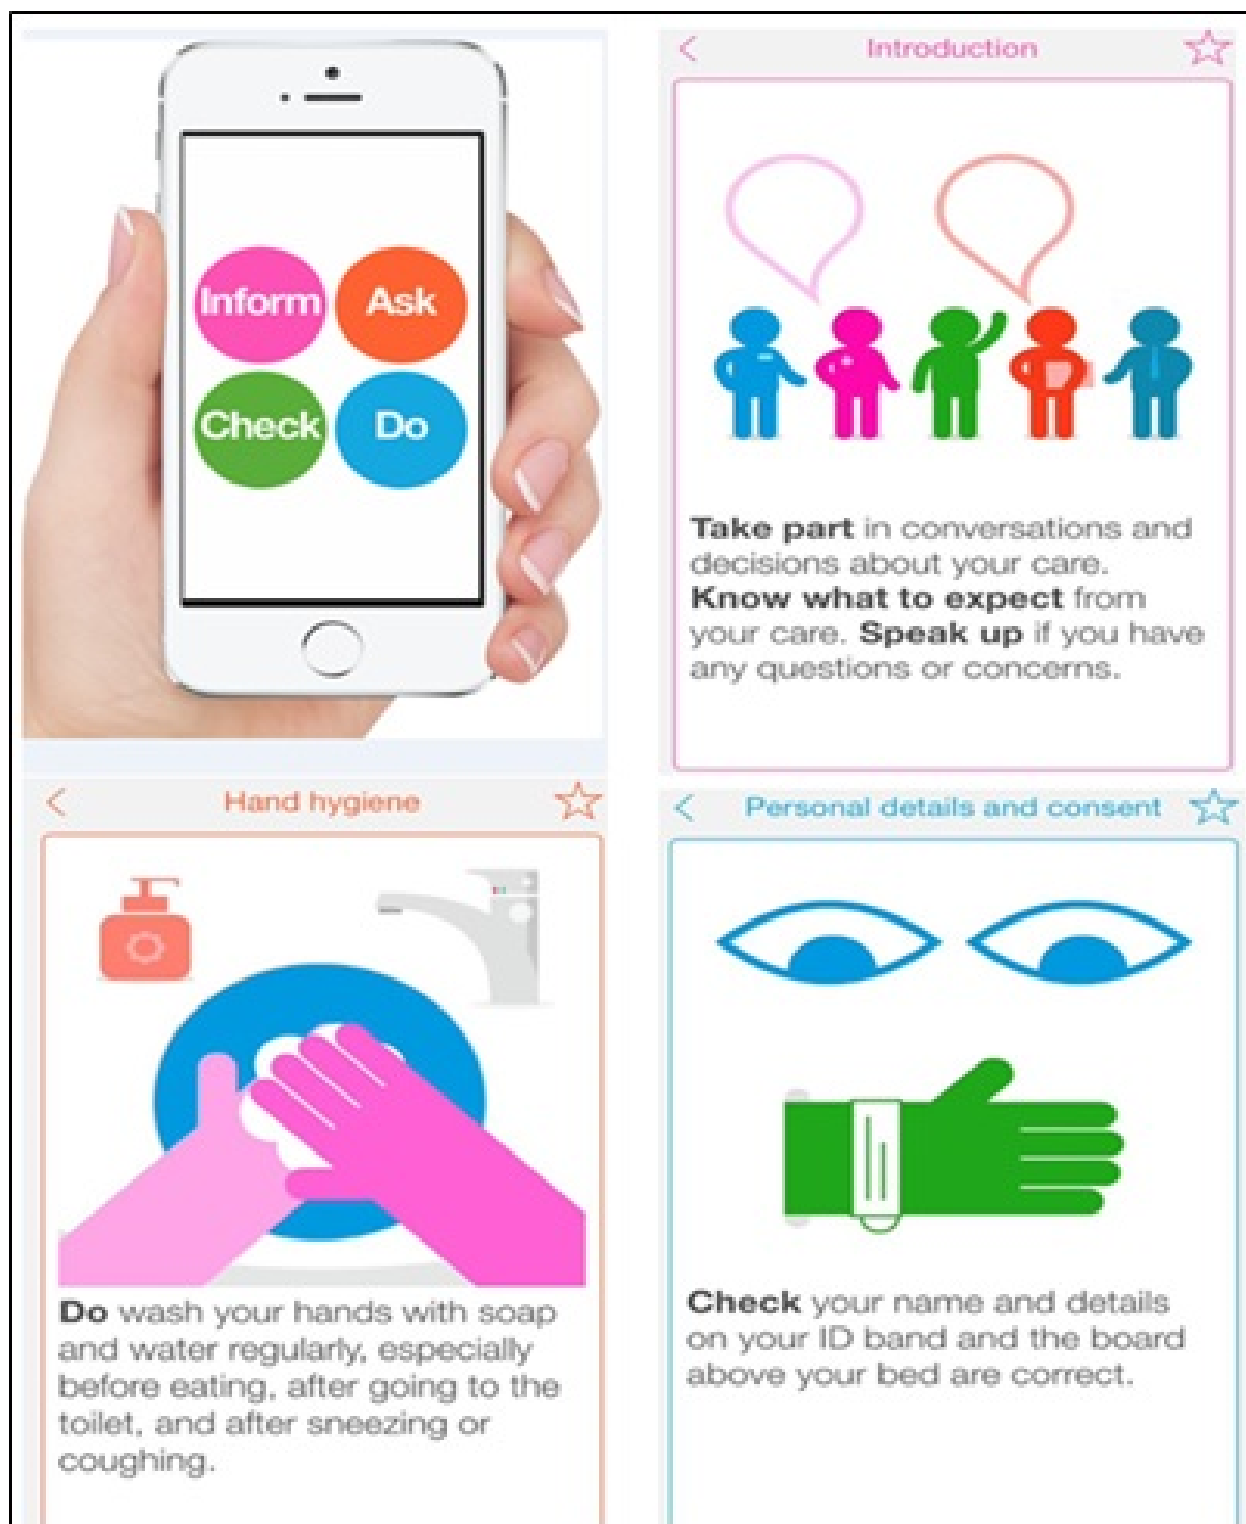 Inform Ask
Check Do
Introduction
Take part in conversations and
decisions about your care.
Know what to expect from
your care. Speak up if you have
any questions or concerns.
Hand hygiene
Do wash your hands with soap
and water regularly, especially
before eating, after going to the
toilet, and after sneezing or
coughing.
Personal details and consent
Check your name and details
on your ID band and the board
above your bed are correct.